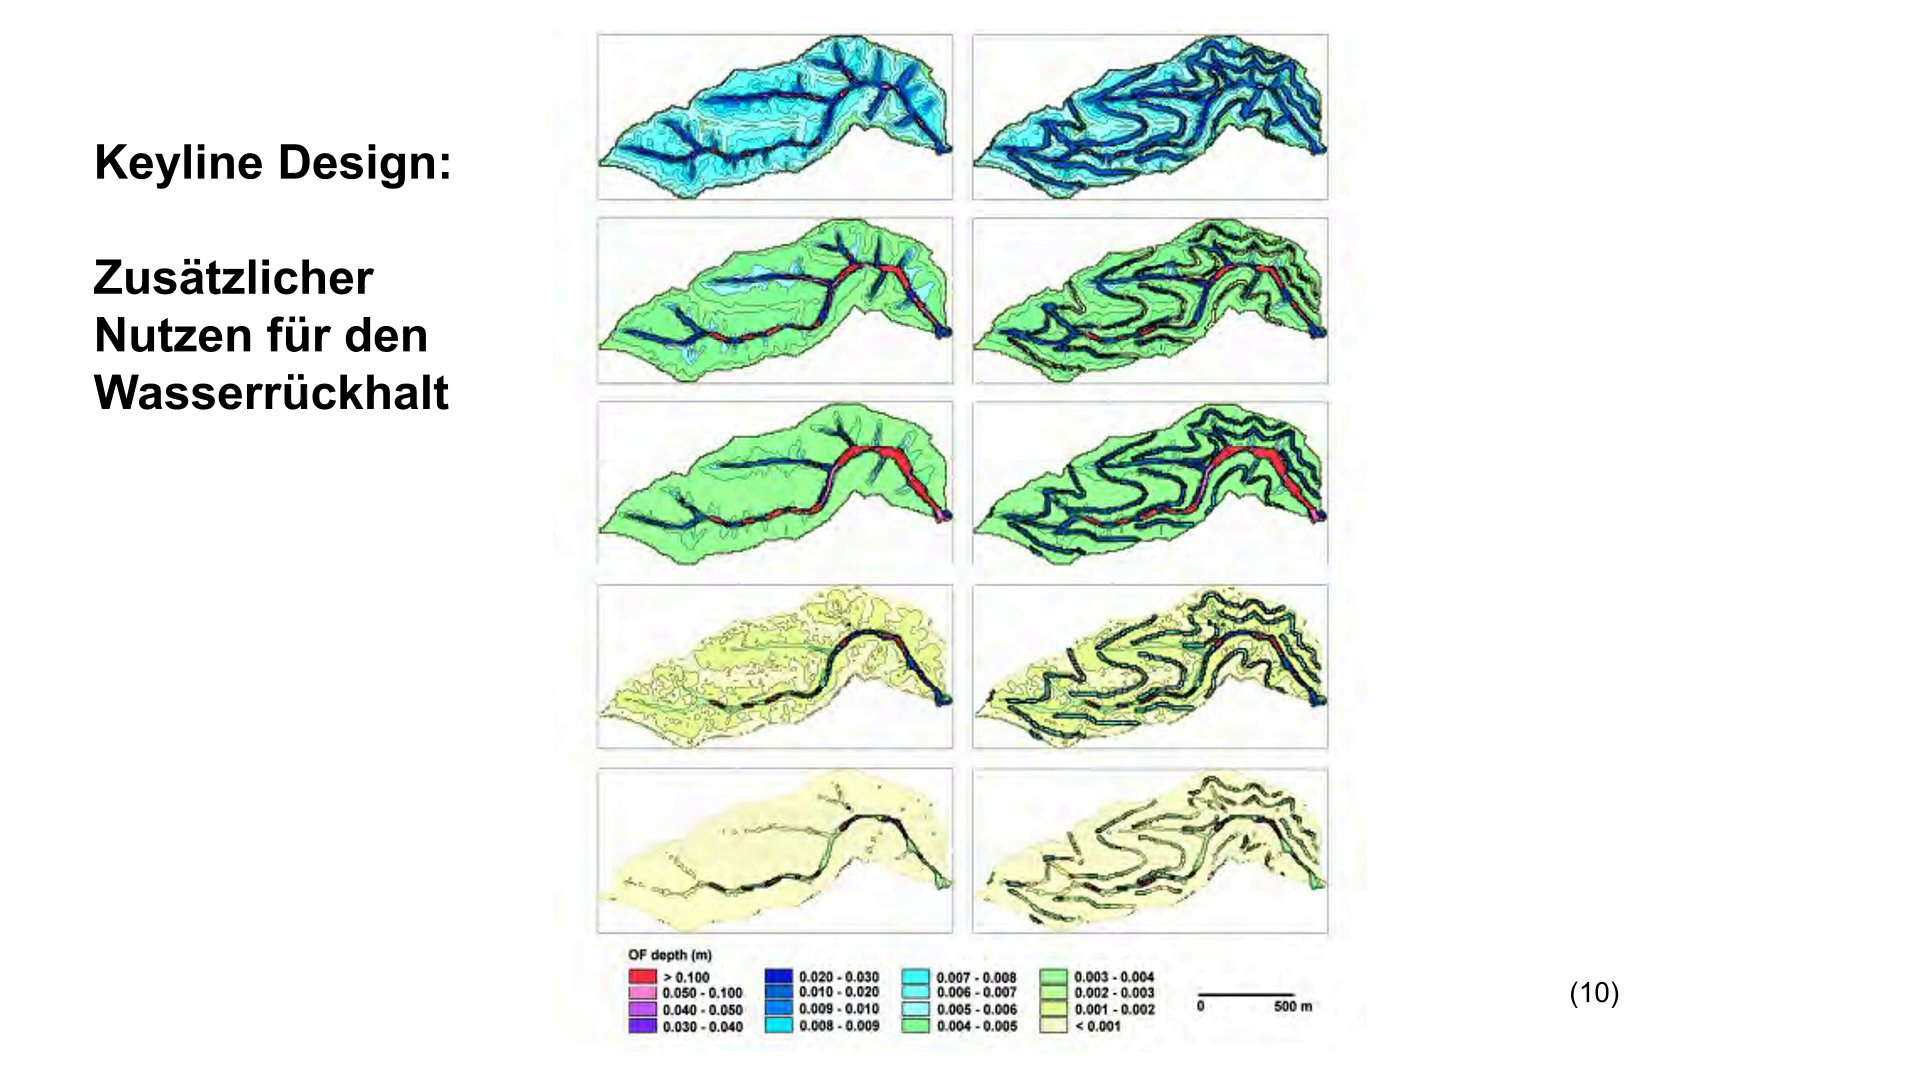 Keyline Design:
Zusätzlicher
Nutzen für den
Wasserrückhalt
OF depth (m)
> 0.100
0.050 - 0.100
0.040 - 0.050
0.030 - 0.040
0.020 - 0.030
0.010 - 0.020
0.009 - 0.010
0.008 - 0.009
0.007 - 0.008
0.006 - 0.007
0.005 - 0.006
0.004 - 0.005
0.003 - 0.004
0.002 - 0.003
0.001 - 0.002
< 0.001
0 500 m
(10)